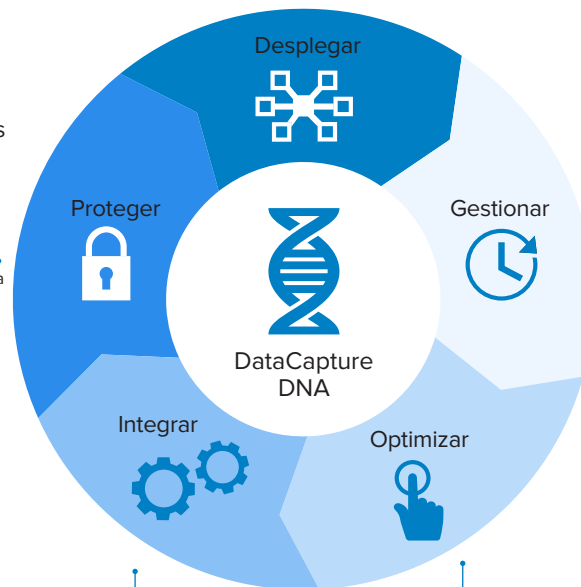 Desplegar
Gestionar
Optimizar
Integrar
Proteger
DataCapture
DNA